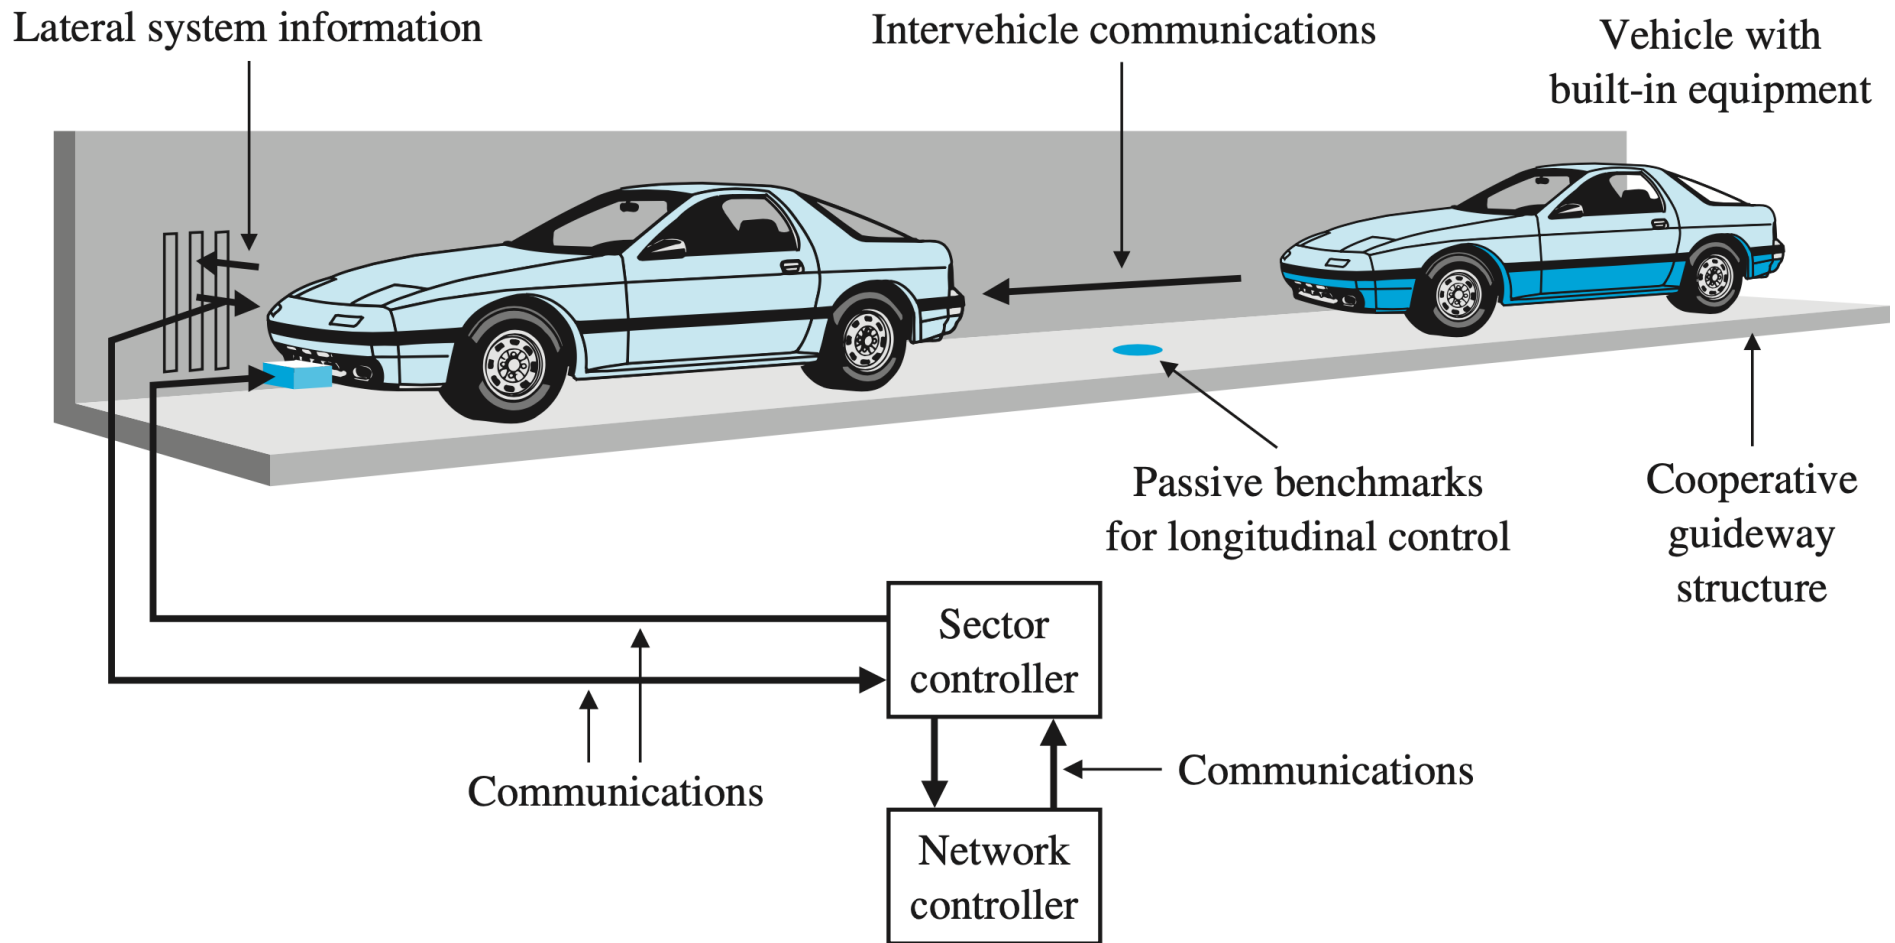 Lateral system information
Intervehicle communications
Vehicle with
built-in equipment
Passive benchmarks
for longitudinal control
Cooperative
guideway
structure
Sector
controller
Communications
Communications
Network
controller